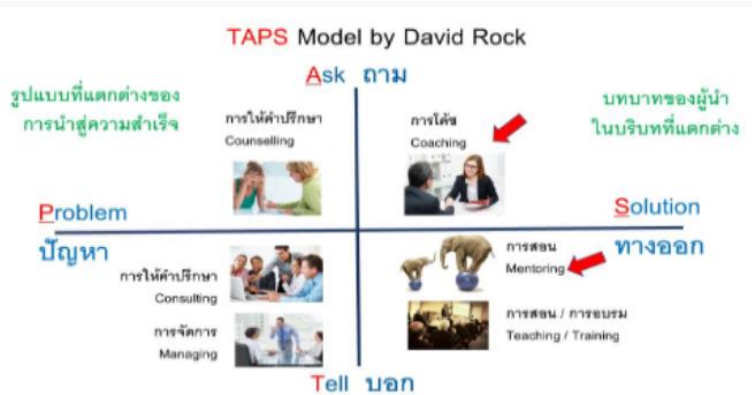 TAPS Model by David Rock
Ask ถาม
รูปแบบที่แตกต่างของ
การนำสู่ความสำเร็จ
บทบาทของผู้นำ
ในบริบทที่แตกต่าง
การให้คำปรึกษา
Counselling
การโค้ช
Coaching
Problem
ปัญหา
Solution
ทางออก
การให้คำปรึกษา
Consulting
การจัดการ
Managing
การสอน
Mentoring
การสอน / การอบรม
Teaching / Training
Tell บอก